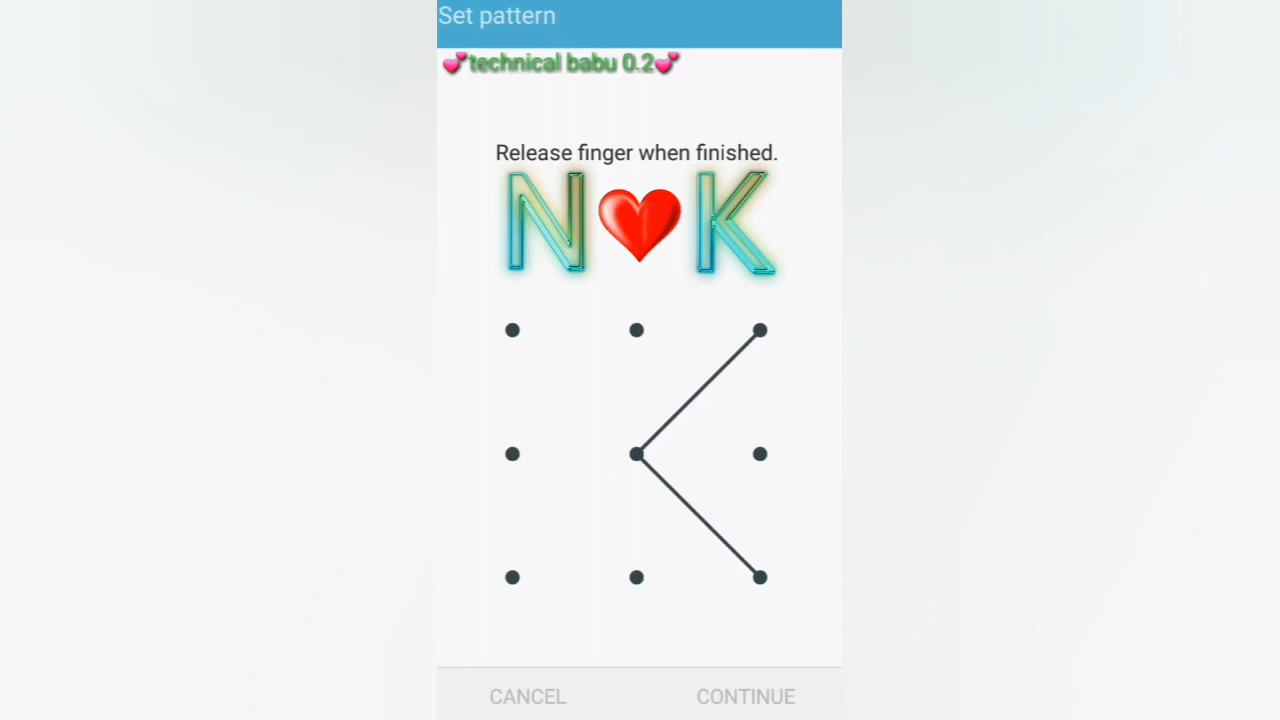 Set pattern
💕technical babu 0.2💕
Release finger when finished.
N❤K
CANCEL CONTINUE